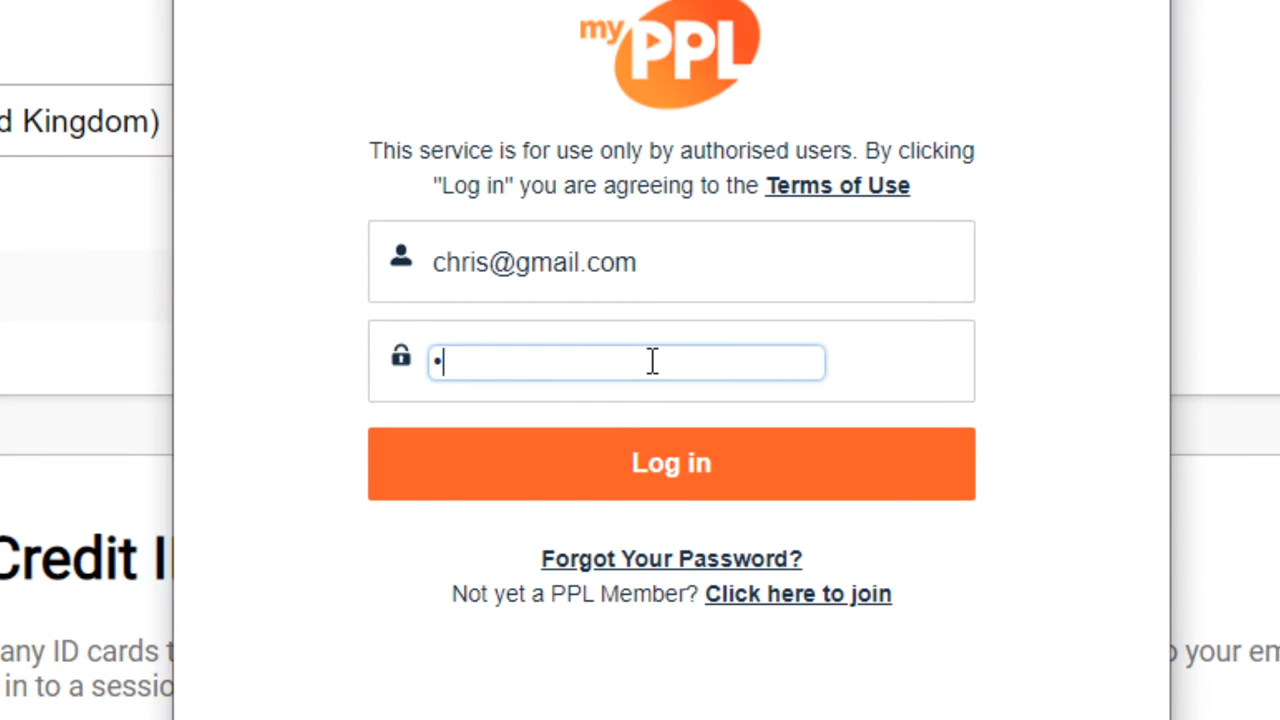 my PPL
d Kingdom)
This service is for use only by authorised users. By clicking
"Log in" you are agreeing to the Terms of Use
chris@gmail.com
•
Log in
Forgot Your Password?
Not yet a PPL Member? Click here to join
Credit I
any ID cards t
in to a sessio
your em